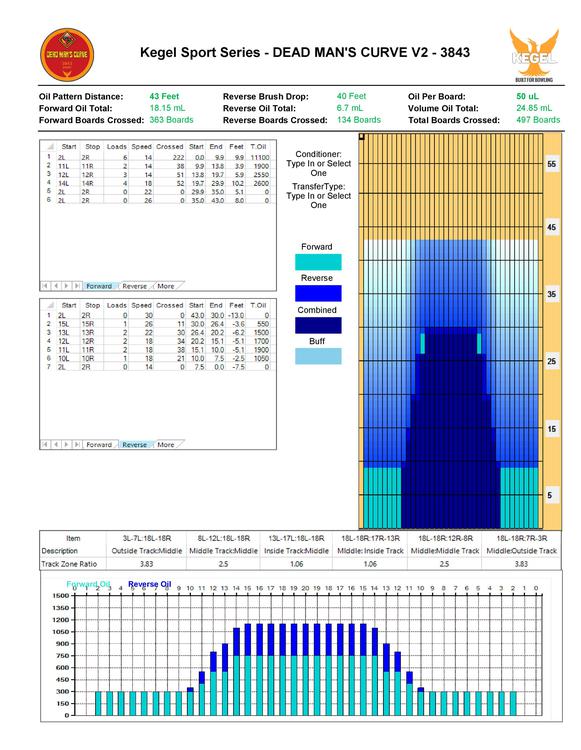 DEAD MAN'S CURVE
Kegel Sport Series - DEAD MAN'S CURVE V2 - 3843
KEGEL
BUILT FOR BOWLING
Oil Pattern Distance: 43 Feet Reverse Brush Drop: 40 Feet Oil Per Board: 50 uL
Forward Oil Total: 18.15 mL Reverse Oil Total: 6.7 mL Volume Oil Total: 24.85 mL
Forward Boards Crossed: 363 Boards Reverse Boards Crossed: 134 Boards Total Boards Crossed: 497 Boards
Start Stop Loads Speed Crossed Start End Feet T.Oil
1 2L 2R 6 14 222 0.0 9.9 9.9 11100
2 11L 11R 2 14 38 9.9 13.8 3.9 1900
3 12L 12R 3 14 51 13.8 19.7 5.9 2550
4 14L 14R 4 18 52 19.7 29.9 10.2 2600
5 2L 2R 0 22 0 29.9 35.0 5.1 0
6 2L 2R 0 26 0 35.0 43.0 8.0 0
Forward Reverse More
Start Stop Loads Speed Crossed Start End Feet T.Oil
1 2L 2R 0 30 0 43.0 30.0 -13.0 0
2 15L 15R 1 26 11 30.0 26.4 -3.6 550
3 13L 13R 2 22 30 26.4 20.2 -6.2 1500
4 12L 12R 2 18 34 20.2 15.1 -5.1 1700
5 11L 11R 2 18 38 15.1 10.0 -5.1 1900
6 10L 10R 1 18 21 10.0 7.5 -2.5 1050
7 2L 2R 0 14 0 7.5 0.0 -7.5 0
Forward Reverse More
Conditioner:
Type In or Select
One
TransferType:
Type In or Select
One
Forward
Reverse
Combined
Buff
55
45
35
25
15
5
Item 3L-7L:18L-18R 8L-12L:18L-18R 13L-17L:18L-18R 18L-18R:17R-13R 18L-18R:12R-8R 18L-18R:7R-3R
Description Outside Track:Middle Middle Track:Middle Inside Track:Middle Middle: Inside Track Middle:Middle Track Middle:Outside Track
Track Zone Ratio 3.83 2.5 1.06 1.06 2.5 3.83
Forward Oil Reverse Oil
0 1 2 3 4 5 6 7 8 9 10 11 12 13 14 15 16 17 18 19 20 19 18 17 16 15 14 13 12 11 10 9 8 7 6 5 4 3 2 1 0
1500
1350
1200
1050
900
750
600
450
300
150
0